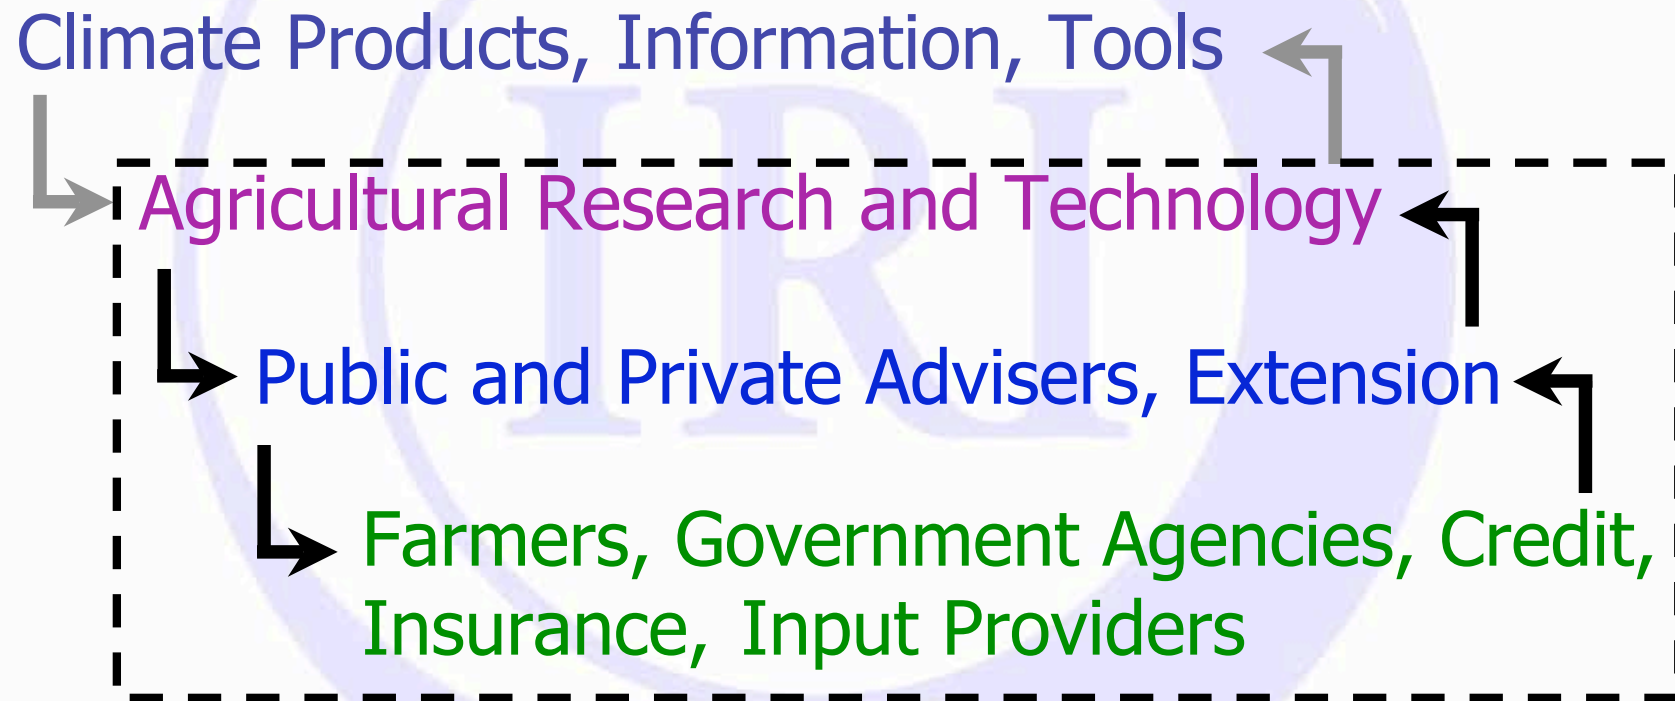 Climate Products, Information, Tools
Agricultural Research and Technology
Public and Private Advisers, Extension
Farmers, Government Agencies, Credit,
Insurance, Input Providers
IRI